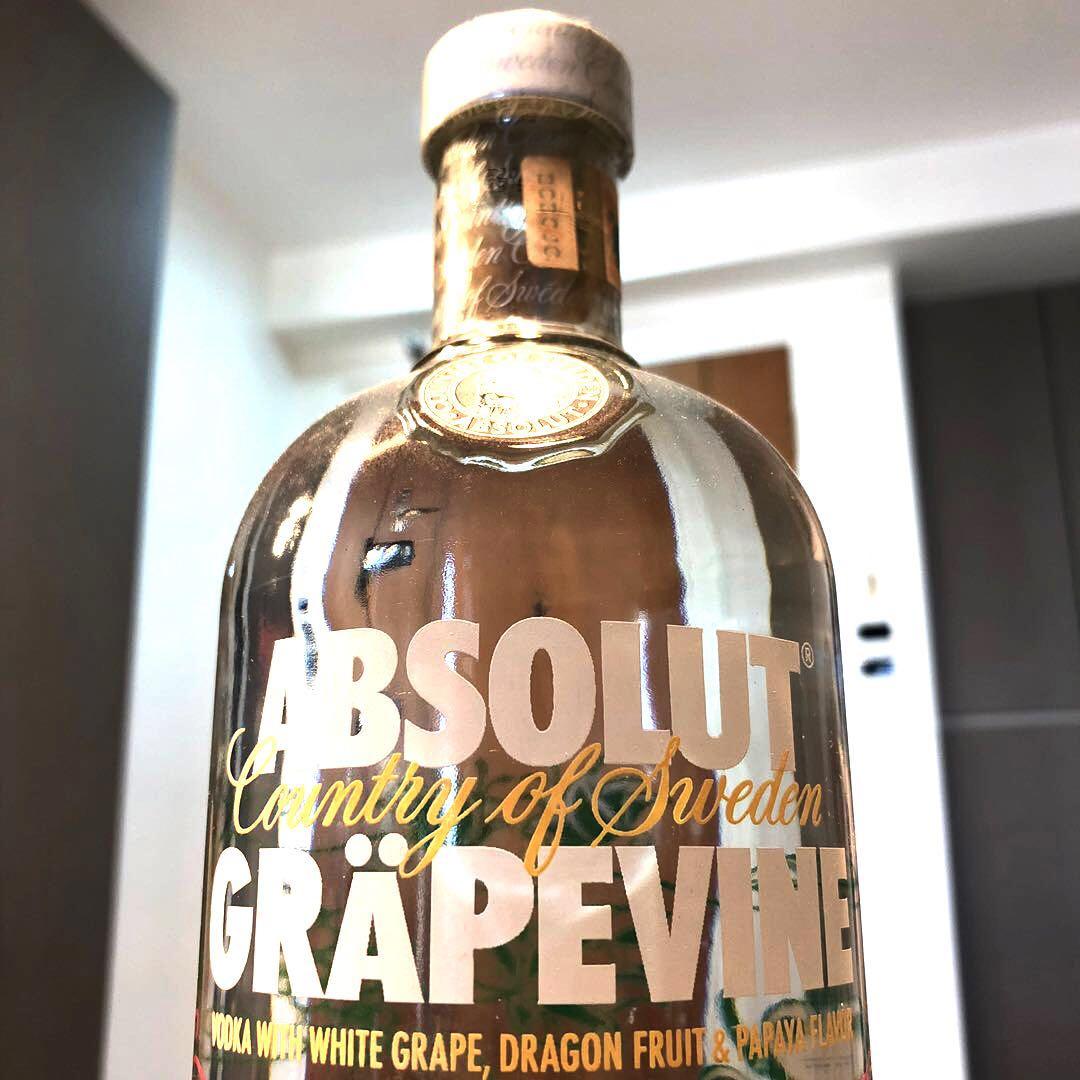 ABSOLUT®
Country of Sweden
GRÄPEVINE
VODKA WITH WHITE GRAPE, DRAGON FRUIT & PAPAYA FLAVOR